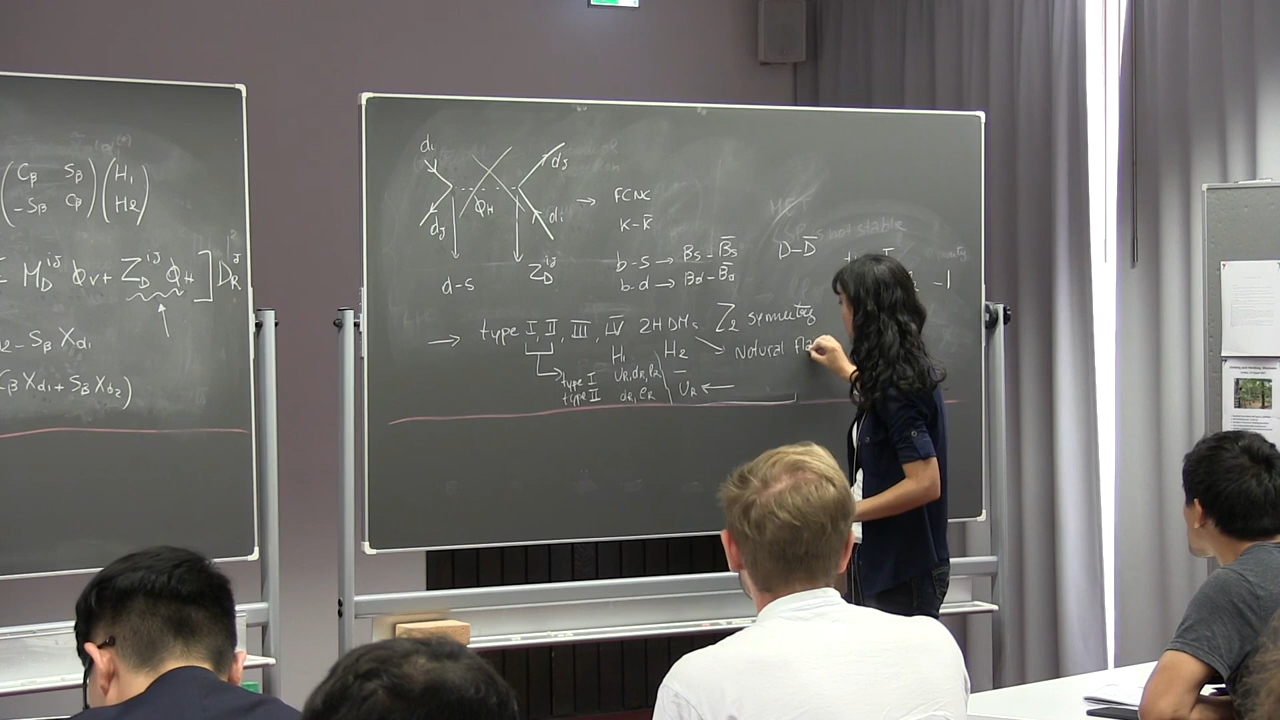 ( Cβ Sβ ) ( H1 )
( -Sβ Cβ ) ( H2 )
M_D^ij φv + Z_D^ij φH ] D_R^j
- Sβ Xd1
Cβ Xd1 + Sβ Xd2 )
di
dj
φH
dj
di
d-s
Z_D^ij
→ FCNC
K-K̄
b-s → Bs - B̄s
b-d → Bd - B̄d
D-D̄
-1
→ type I, II, III, IV 2HDMs Z2 symmetry
Natural
H1 H2
type I uR, dR, eR
type II dR, eR uR ←
not stable